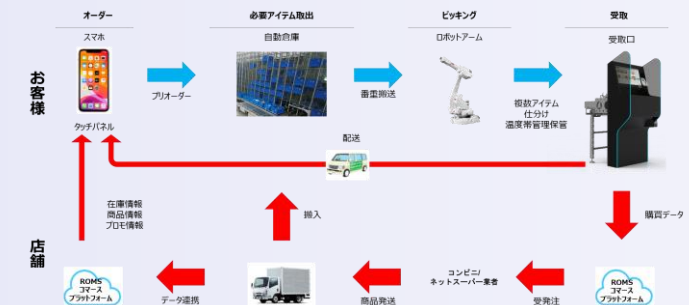 オーダー
必要アイテム取出
ピッキング
受取
スマホ
自動倉庫
ロボットアーム
受取口
お客様
プリオーダー
番重搬送
複数アイテム
仕分け
温度帯管理保管
タッチパネル
配送
在庫情報
商品情報
プロモ情報
搬入
購買データ
店舗
ROMS
コマース
プラットフォーム
データ連携
商品発送
コンビニ/
ネットスーパー業者
受発注
ROMS
コマース
プラットフォーム